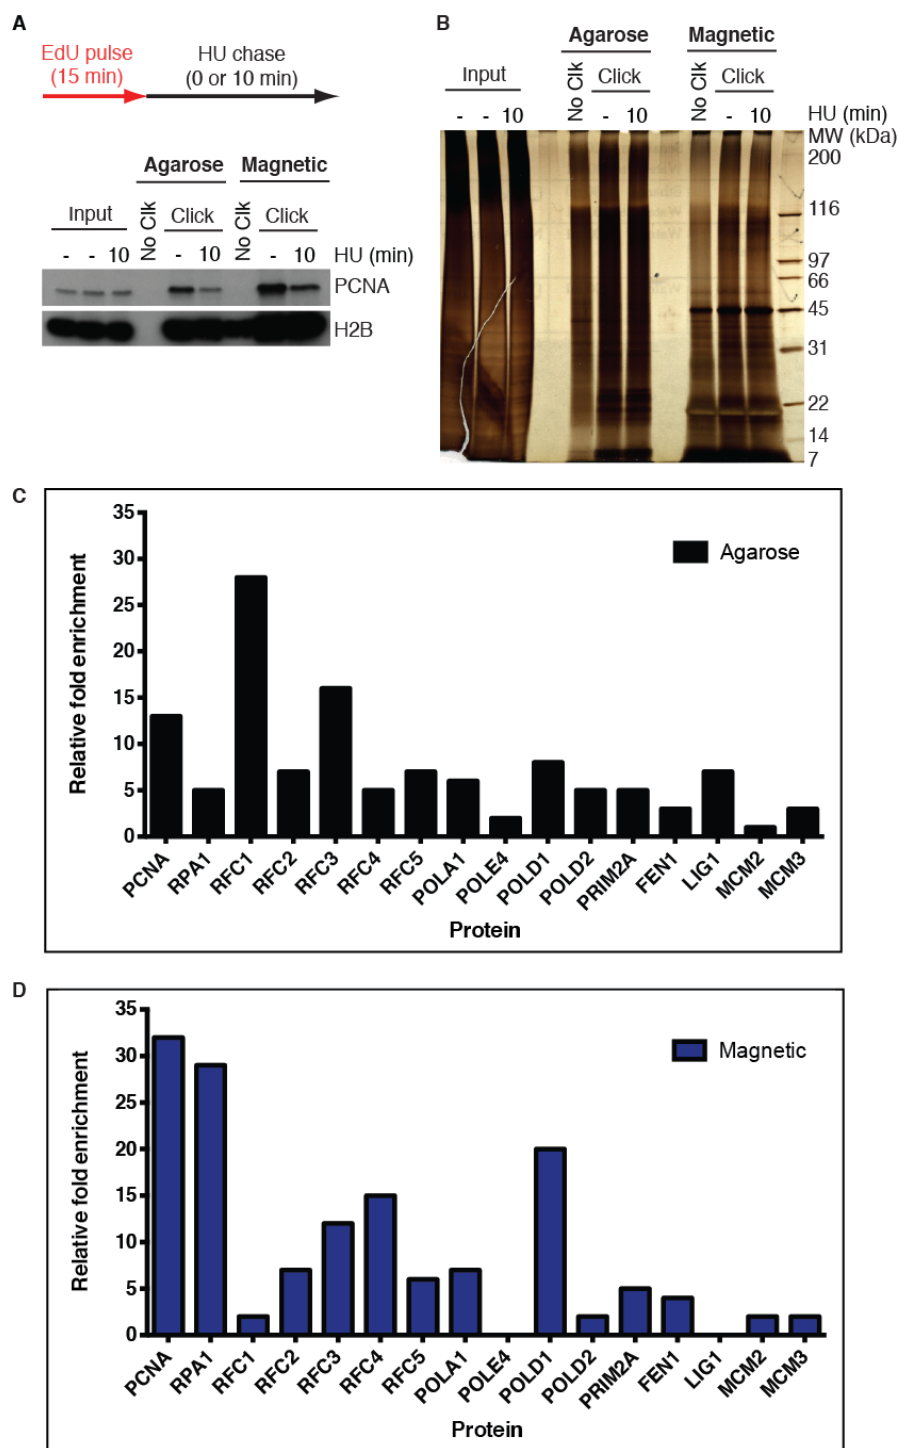 A
EdU pulse
(15 min)
HU chase
(0 or 10 min)
Agarose Magnetic
Input No Clk Click No Clk Click
- - 10 - 10 - 10 HU (min)
PCNA
H2B
B
Agarose Magnetic
Input No Clk Click No Clk Click
- - 10 - 10 - 10 HU (min)
MW (kDa)
200
116
97
66
45
31
22
14
7
C
Relative fold enrichment
35
30
25
20
15
10
5
0
Agarose
PCNA RPA1 RFC1 RFC2 RFC3 RFC4 RFC5 POLA1 POLE4 POLD1 POLD2 PRIM2A FEN1 LIG1 MCM2 MCM3
Protein
D
Relative fold enrichment
35
30
25
20
15
10
5
0
Magnetic
PCNA RPA1 RFC1 RFC2 RFC3 RFC4 RFC5 POLA1 POLE4 POLD1 POLD2 PRIM2A FEN1 LIG1 MCM2 MCM3
Protein